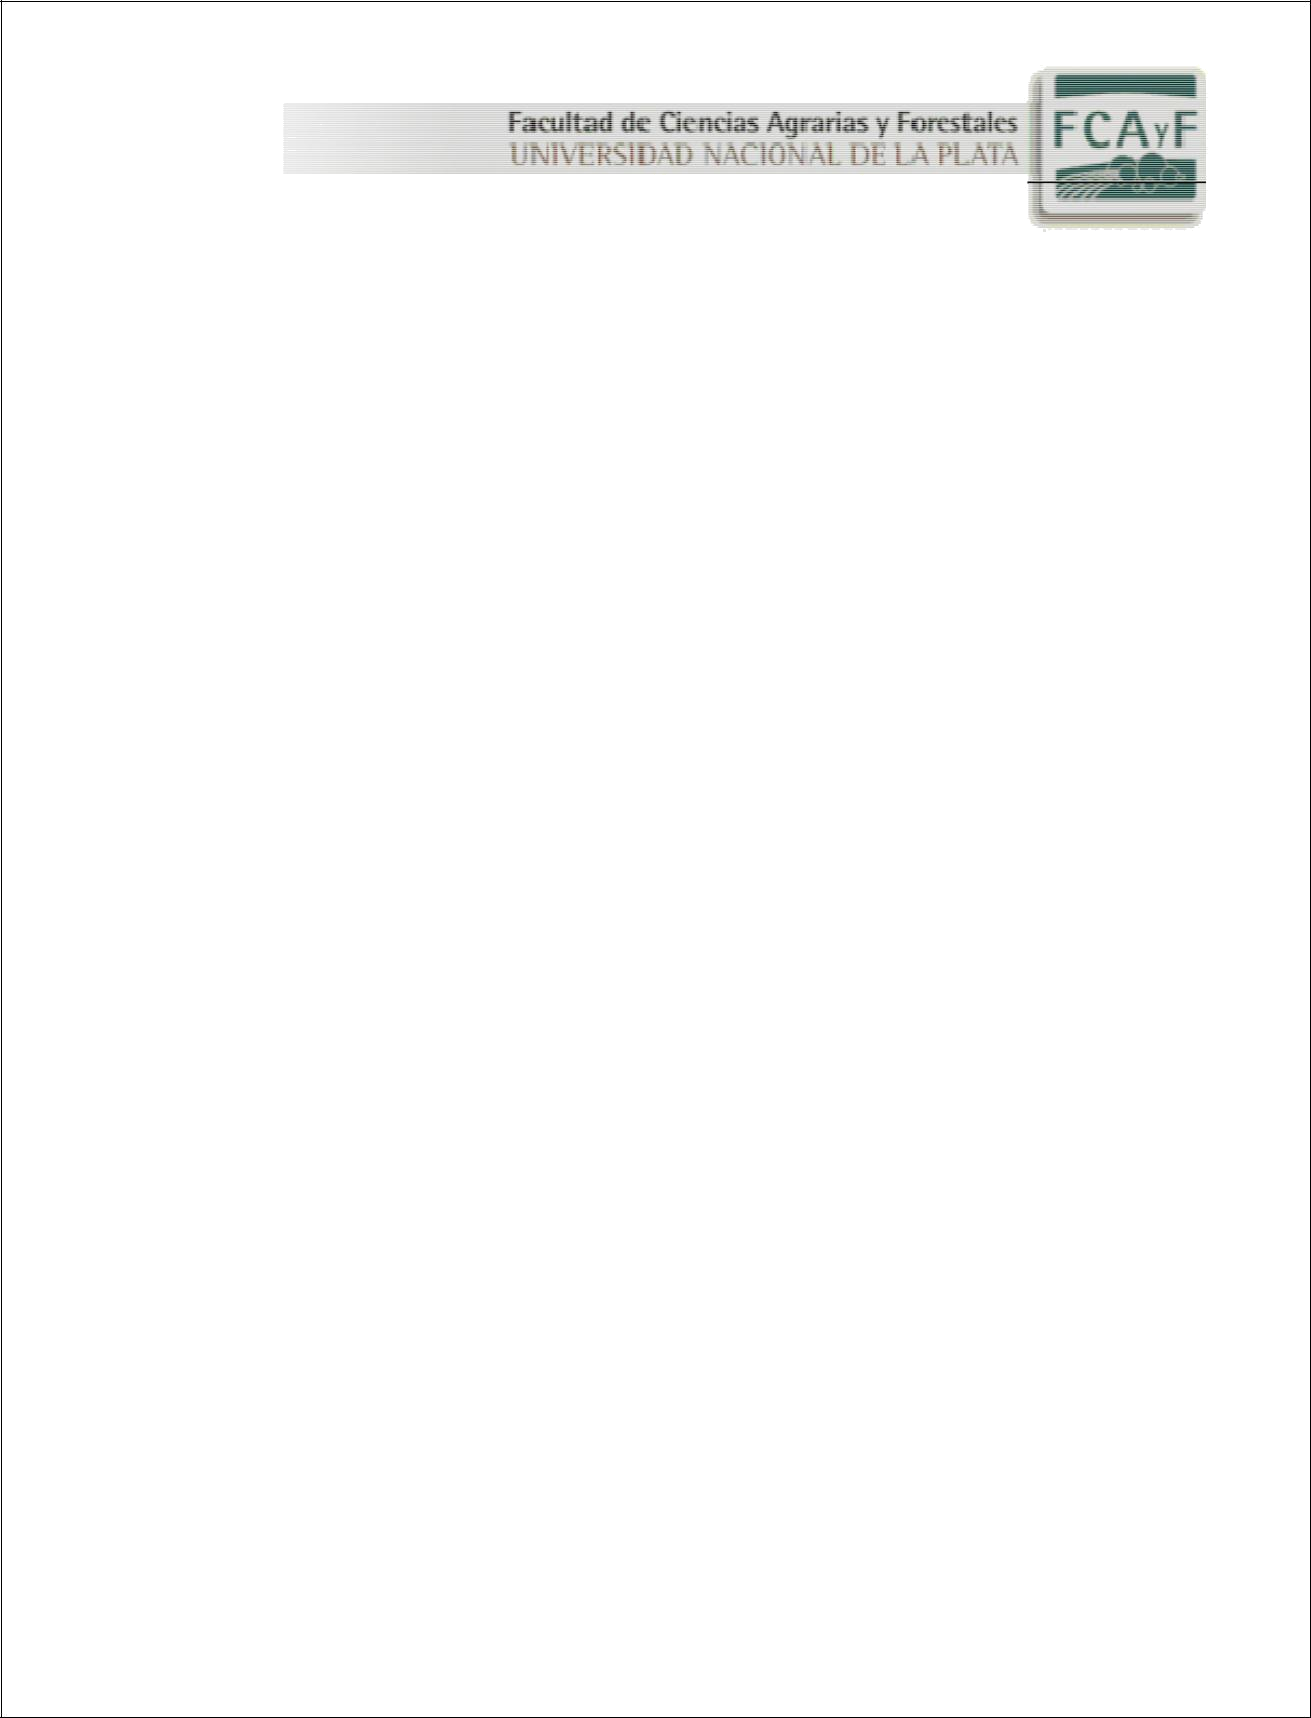 Facultad de Ciencias Agrarias y Forestales
UNIVERSIDAD NACIONAL DE LA PLATA
FCAyF